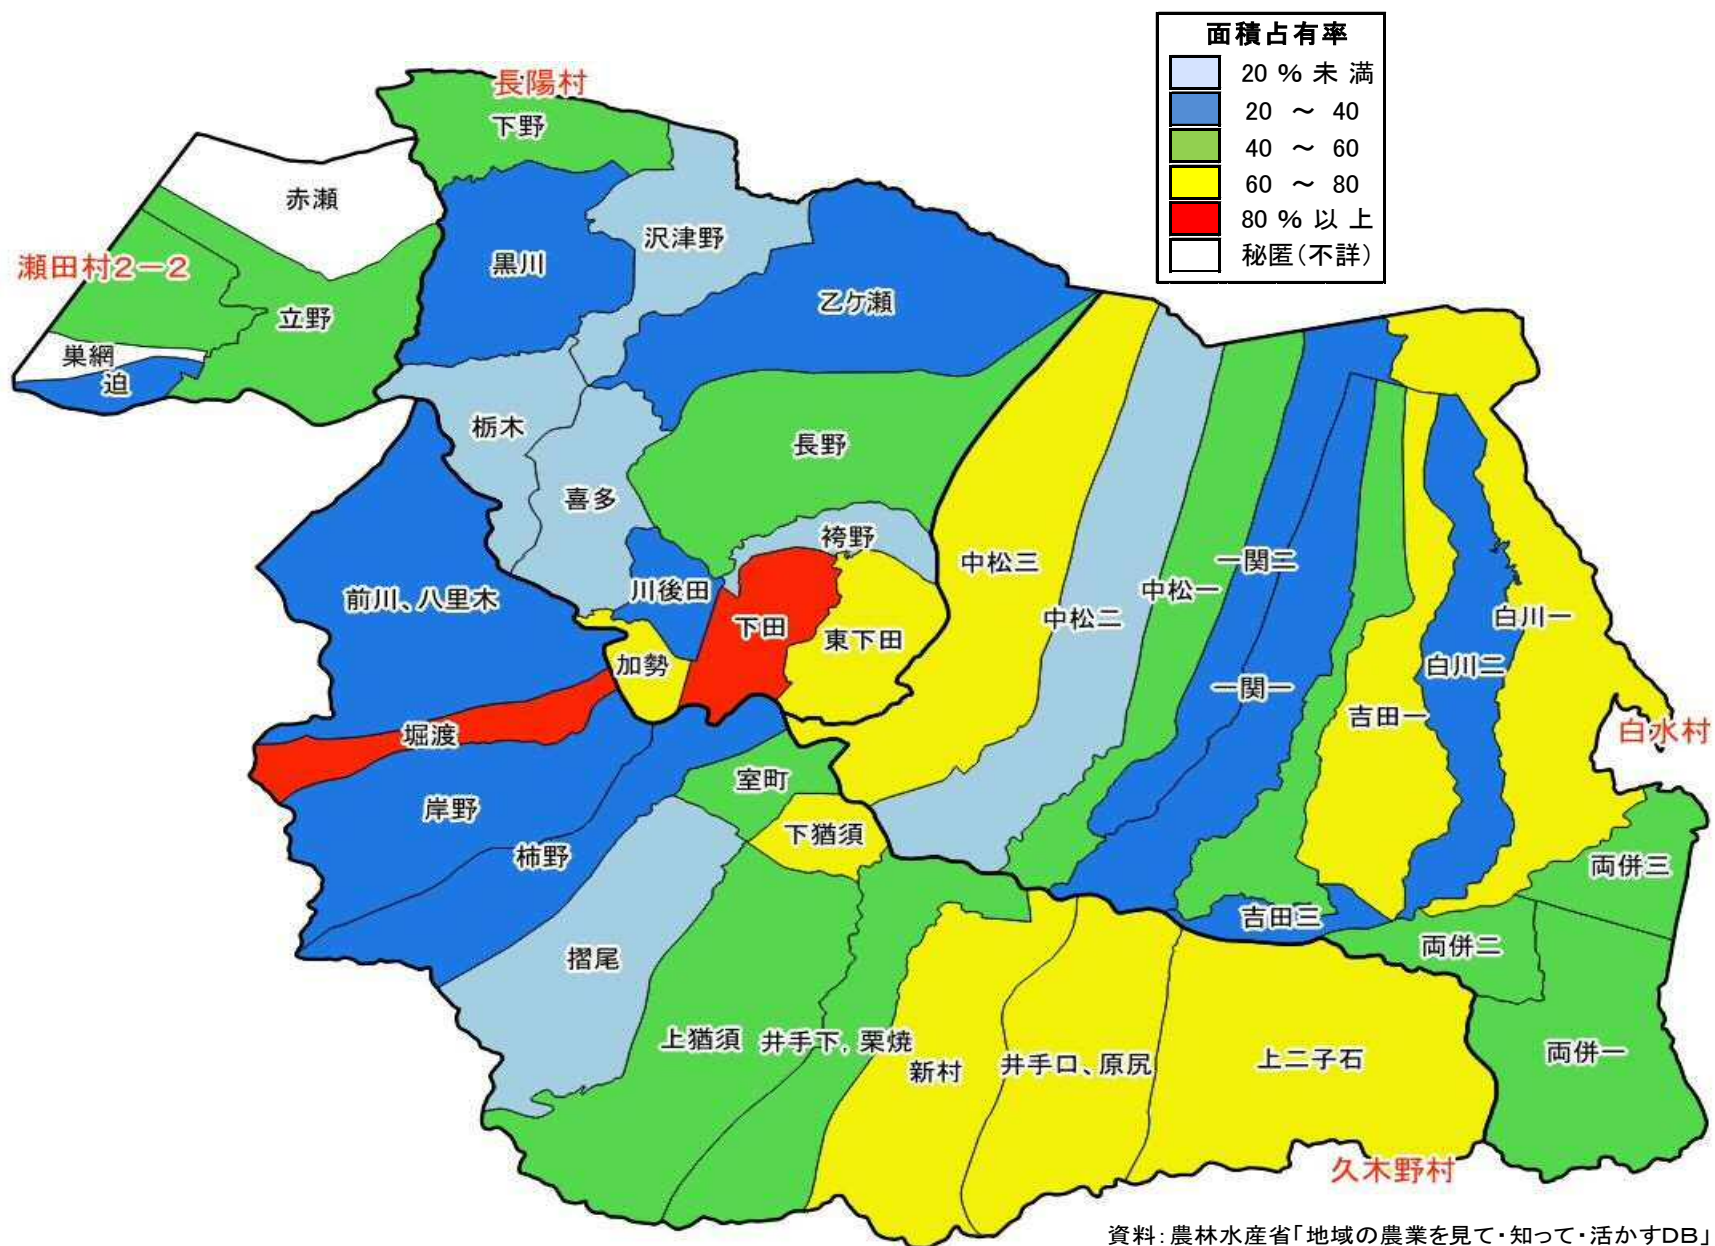 面積占有率
20 % 未 満
20 ～ 40
40 ～ 60
60 ～ 80
80 % 以 上
秘匿(不詳)
長陽村
下野
赤瀬
沢津野
瀬田村2－2
黒川
乙ケ瀬
立野
巣網
迫
栃木
長野
喜多
袴野
中松三
一関二
川後田
中松一
前川、八里木
中松二
白川一
下田
東下田
加勢
白川二
一関一
吉田一
白水村
堀渡
室町
岸野
下猶須
柿野
両併三
吉田三
両併二
摺尾
上猶須
井手下, 栗焼
両併一
新村
井手口、原尻
上二子石
久木野村
資料:農林水産省「地域の農業を見て・知って・活かすDB」